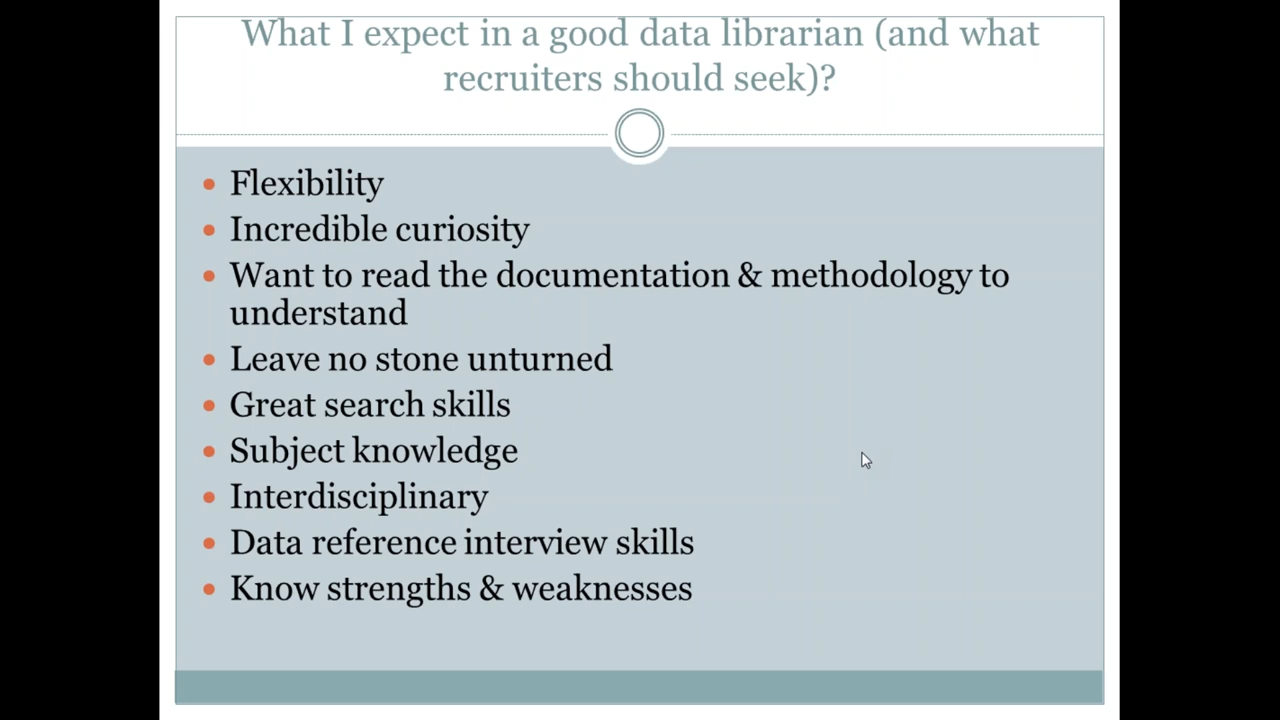 What I expect in a good data librarian (and what
recruiters should seek)?
• Flexibility
• Incredible curiosity
• Want to read the documentation & methodology to
understand
• Leave no stone unturned
• Great search skills
• Subject knowledge
• Interdisciplinary
• Data reference interview skills
• Know strengths & weaknesses